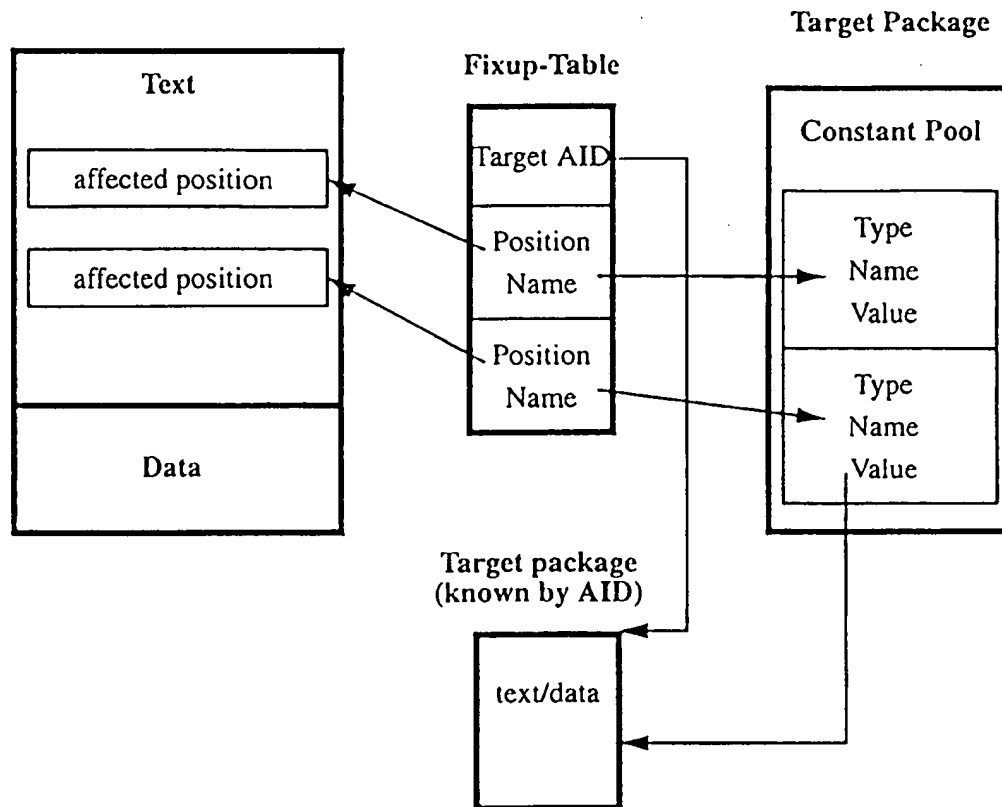 Text
affected position
affected position
Data
Fixup-Table
Target AID
Position
Name
Position
Name
Target Package
Constant Pool
Type
Name
Value
Type
Name
Value
Target package
(known by AID)
text/data